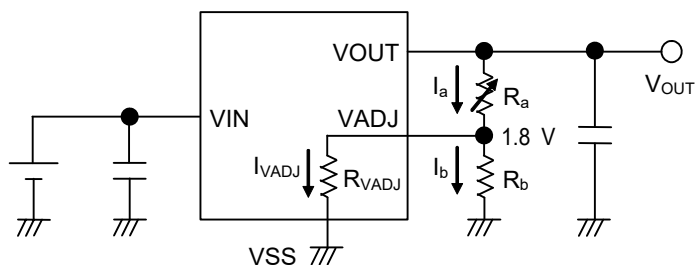 VOUT
Ia
Ra
VOUT
VIN
VADJ
1.8 V
IVADJ
RVADJ
Ib
Rb
VSS